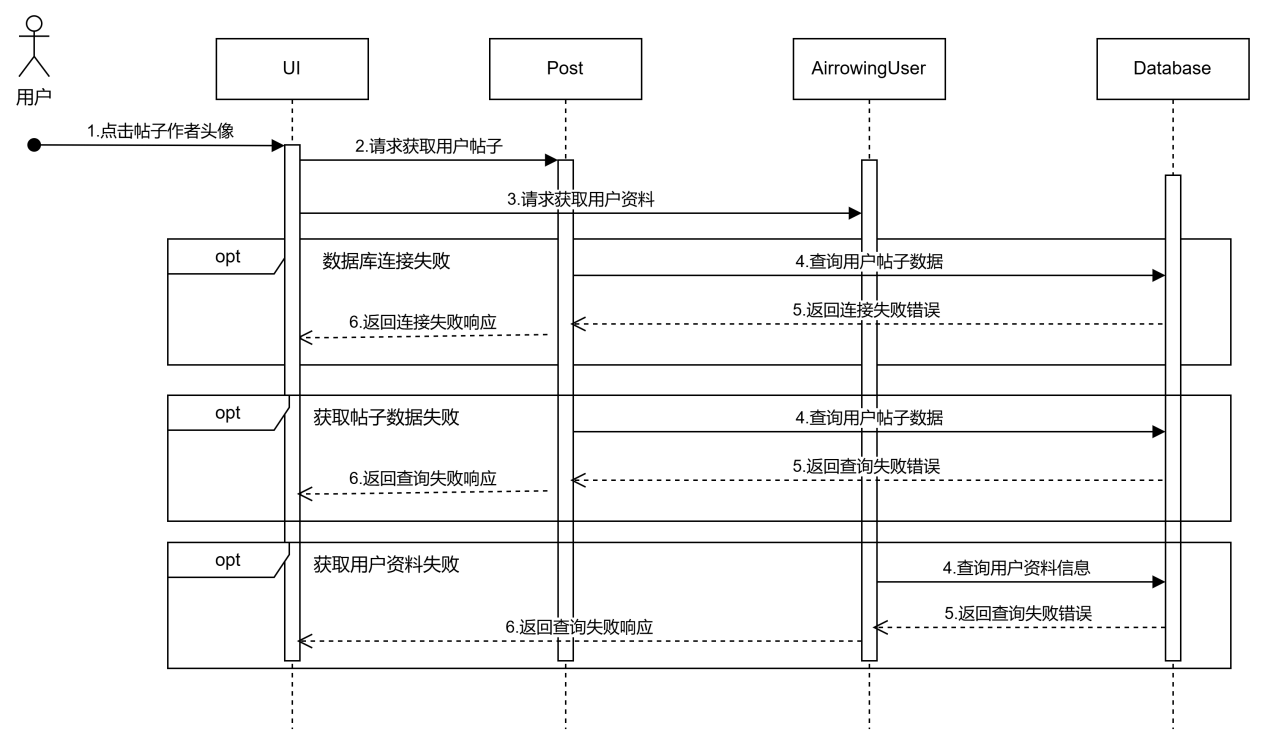 用户
UI
Post
AirrowingUser
Database
1.点击帖子作者头像
2.请求获取用户帖子
3.请求获取用户资料
opt
数据库连接失败
4.查询用户帖子数据
5.返回连接失败错误
6.返回连接失败响应
opt
获取帖子数据失败
4.查询用户帖子数据
5.返回查询失败错误
6.返回查询失败响应
opt
获取用户资料失败
4.查询用户资料信息
5.返回查询失败错误
6.返回查询失败响应